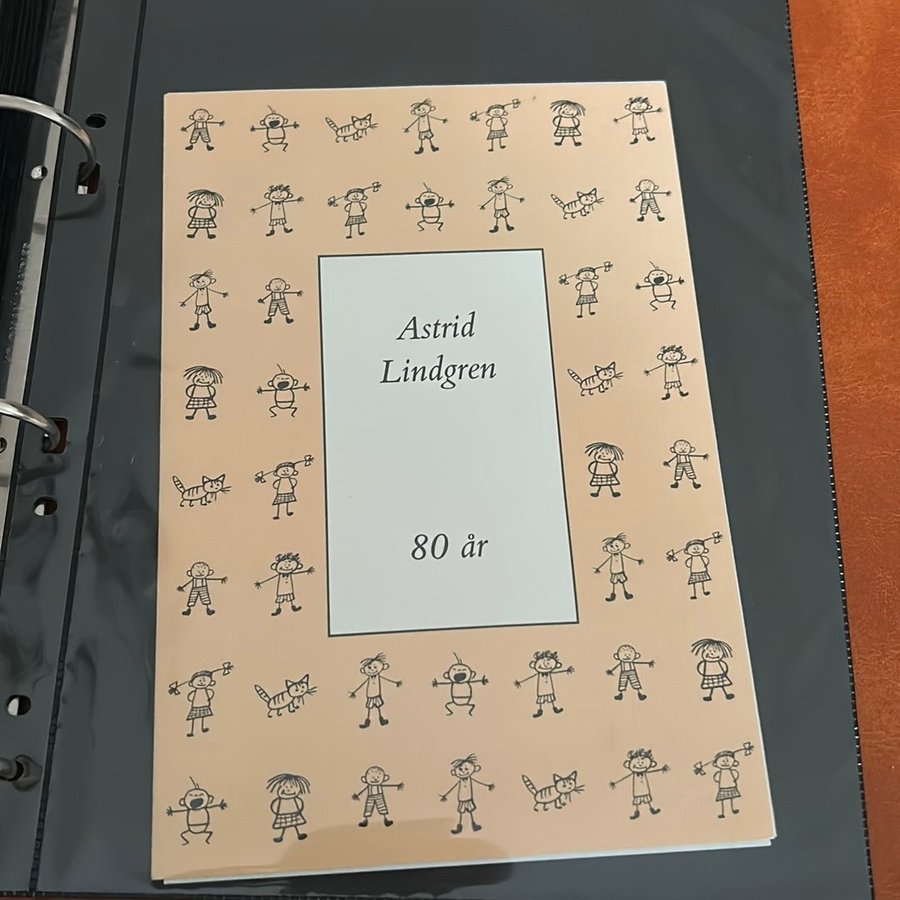 Astrid
Lindgren
80 år